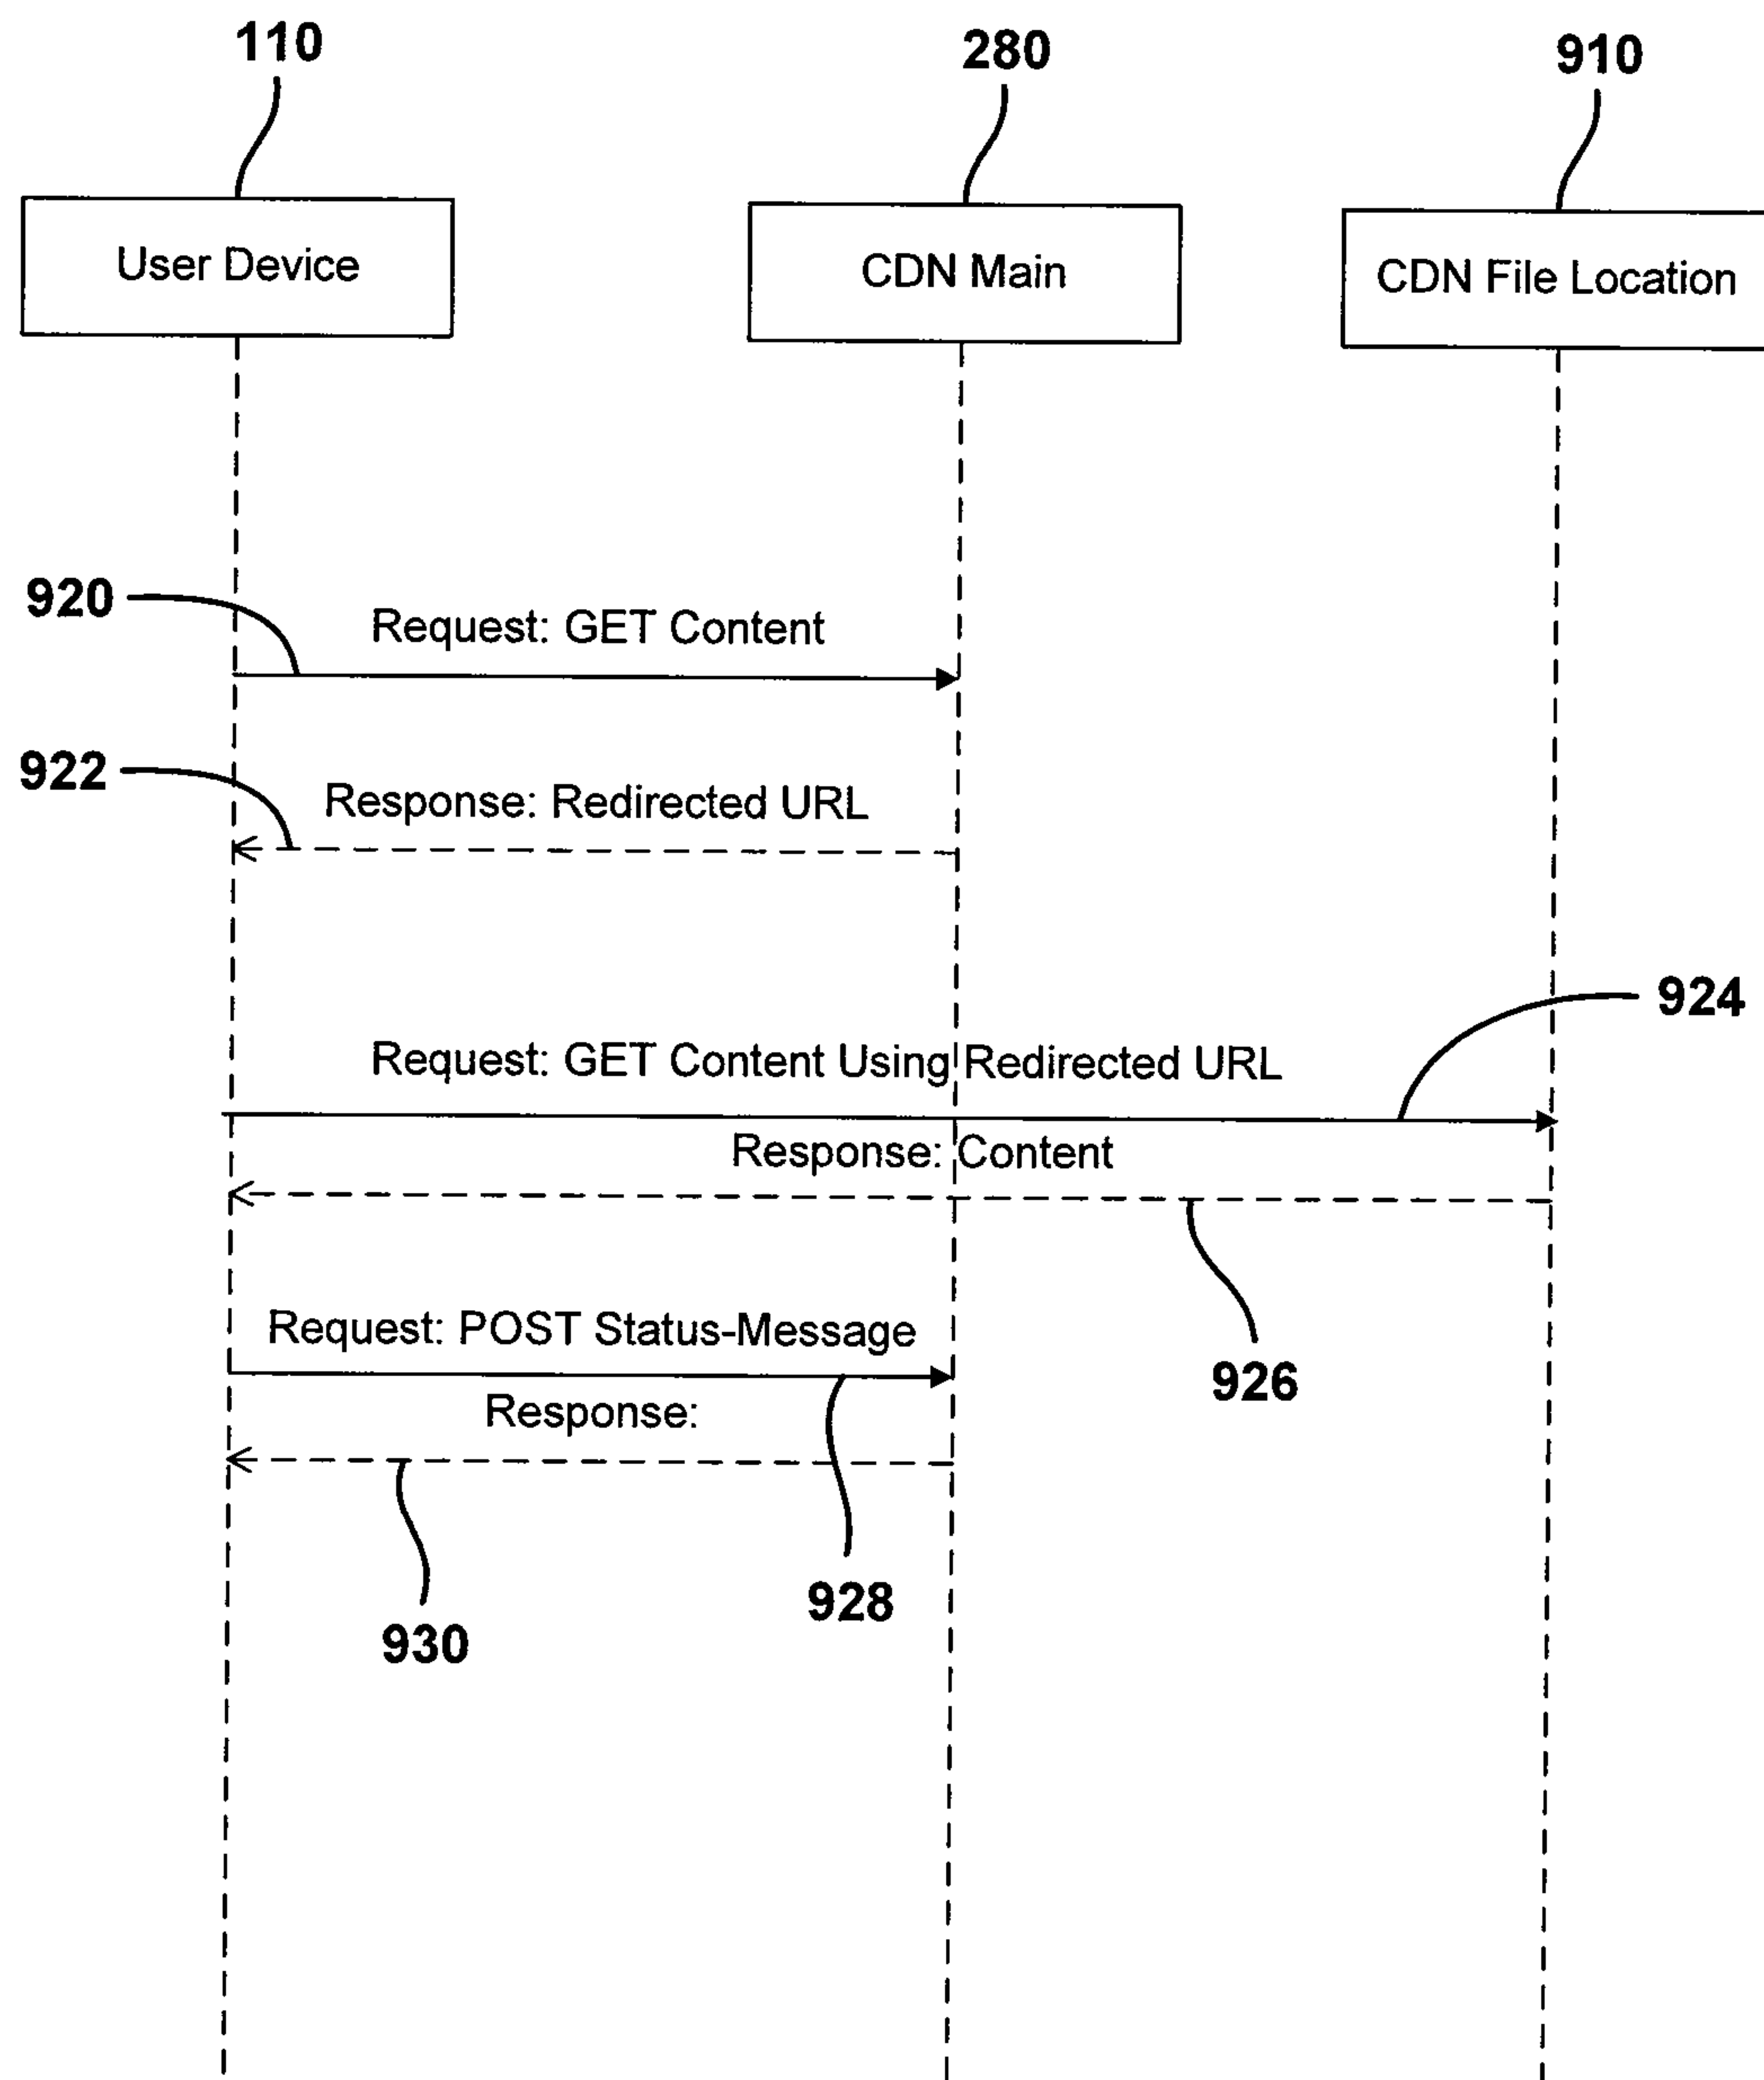 110
280
910
User Device
CDN Main
CDN File Location
920
Request: GET Content
922
Response: Redirected URL
924
Request: GET Content Using Redirected URL
Response: Content
926
Request: POST Status-Message
Response:
928
930